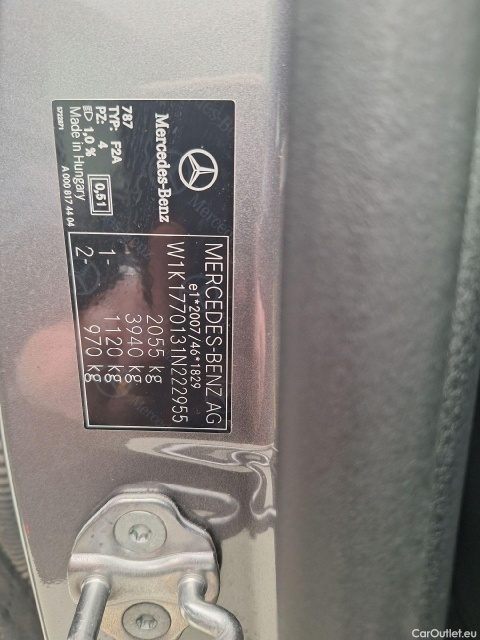 Mercedes-Benz
787
TYP: F2A
PZ: 4
1,0 %
0,51
Made in Hungary
A 000 817 44 04
5722871
MERCEDES-BENZ AG
e1*2007/46*1829
W1K1770131N222955
2055 kg
3940 kg
1- 1120 kg
2- 970 kg
CarOutlet.eu